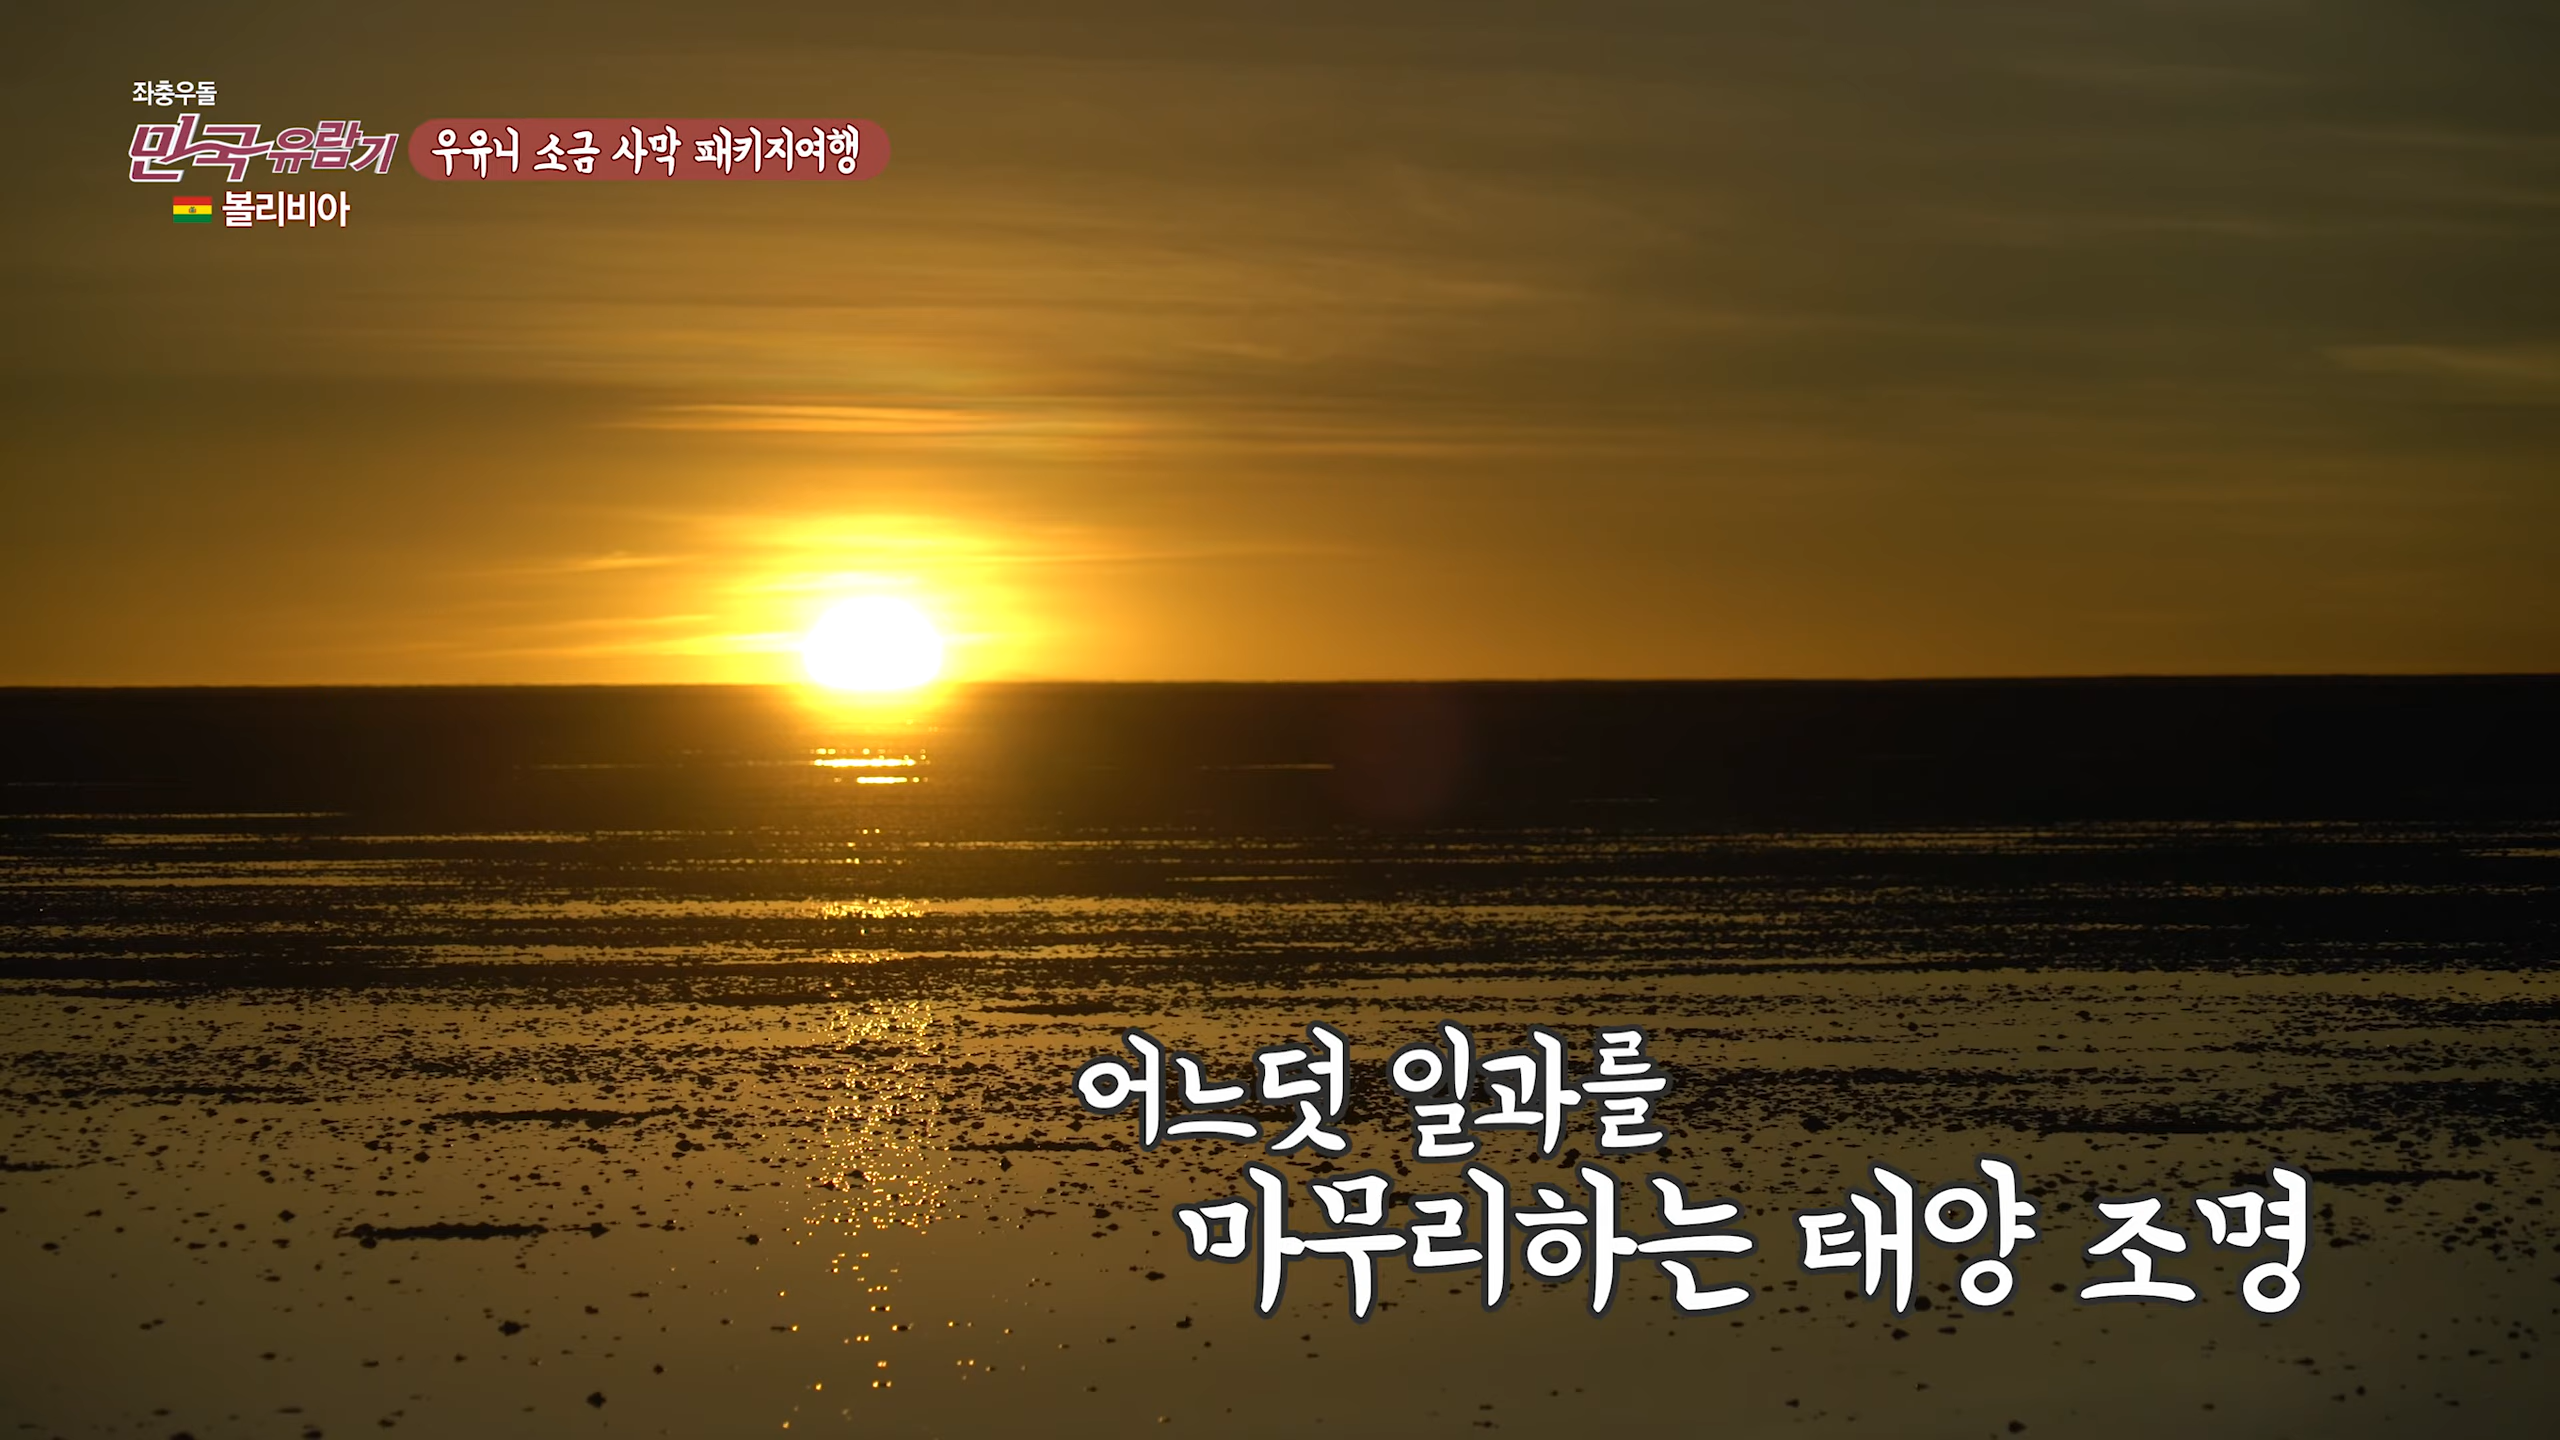 좌충우돌
민국유람기 우유니 소금 사막 패키지여행
볼리비아
어느덧 일과를
마무리하는 태양 조명